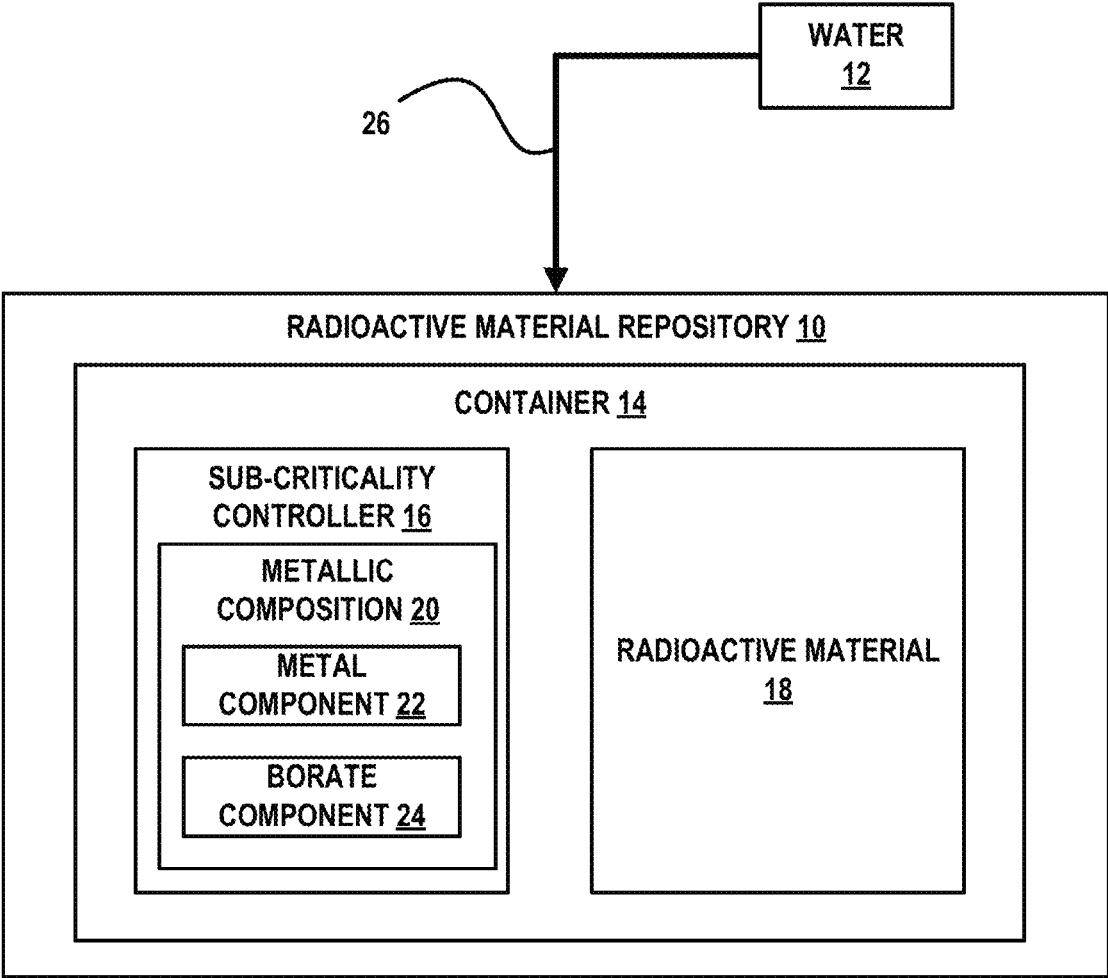 WATER
12
26
RADIOACTIVE MATERIAL REPOSITORY 10
CONTAINER 14
SUB-CRITICALITY
CONTROLLER 16
METALLIC
COMPOSITION 20
METAL
COMPONENT 22
BORATE
COMPONENT 24
RADIOACTIVE MATERIAL
18